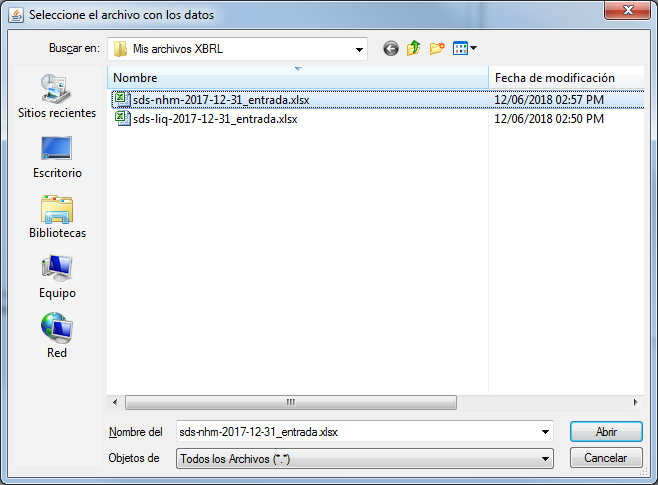 Seleccione el archivo con los datos
Buscar en: Mis archivos XBRL
Nombre Fecha de modificación
sds-nhm-2017-12-31_entrada.xlsx 12/06/2018 02:57 PM
sds-liq-2017-12-31_entrada.xlsx 12/06/2018 02:50 PM
Sitios recientes
Escritorio
Bibliotecas
Equipo
Red
Nombre del sds-nhm-2017-12-31_entrada.xlsx Abrir
Objetos de Todos los Archivos (*.*) Cancelar